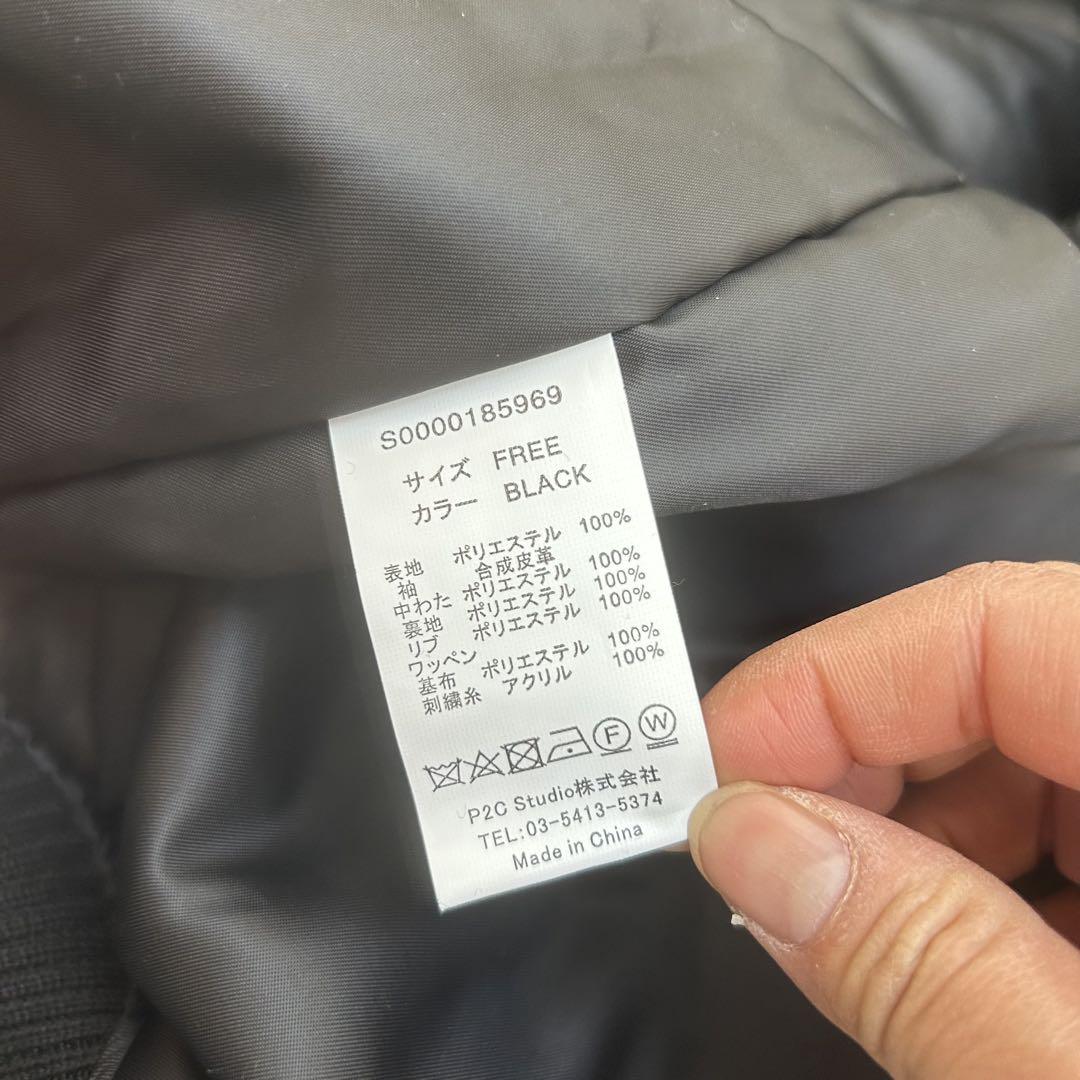 S0000185969
サイズ FREE
カラー BLACK
表地 ポリエステル 100%
袖 合成皮革
中わた ポリエステル 100%
裏地 ポリエステル 100%
リブ ポリエステル 100%
ワッペン
基布 ポリエステル 100%
刺繍糸 アクリル 100%
F W
P2C Studio株式会社
TEL:03-5413-5374
Made in China